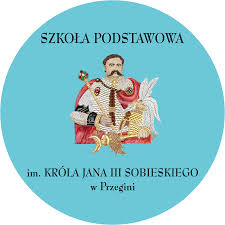 SZKOŁA PODSTAWOWA
im. KRÓLA JANA III SOBIESKIEGO
w Przegini